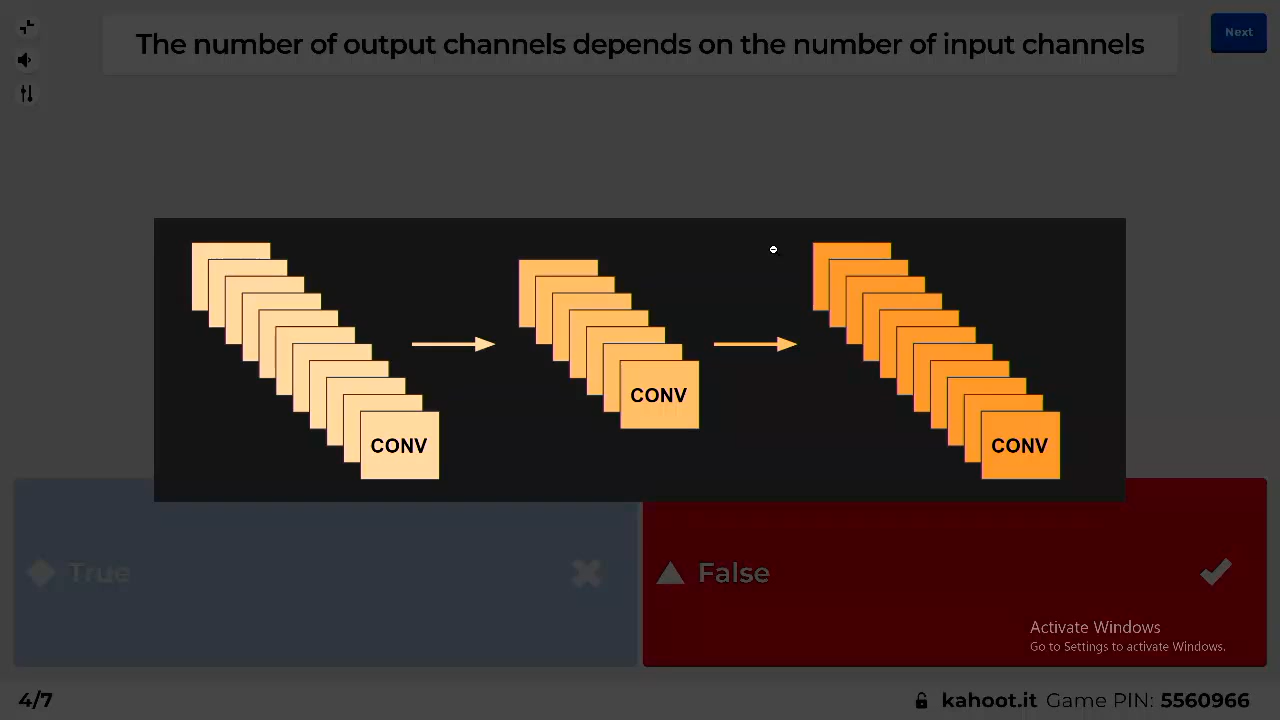 The number of output channels depends on the number of input channels
Next
CONV
CONV
CONV
True
False
Activate Windows
Go to Settings to activate Windows.
4/7
kahoot.it Game PIN: 5560966